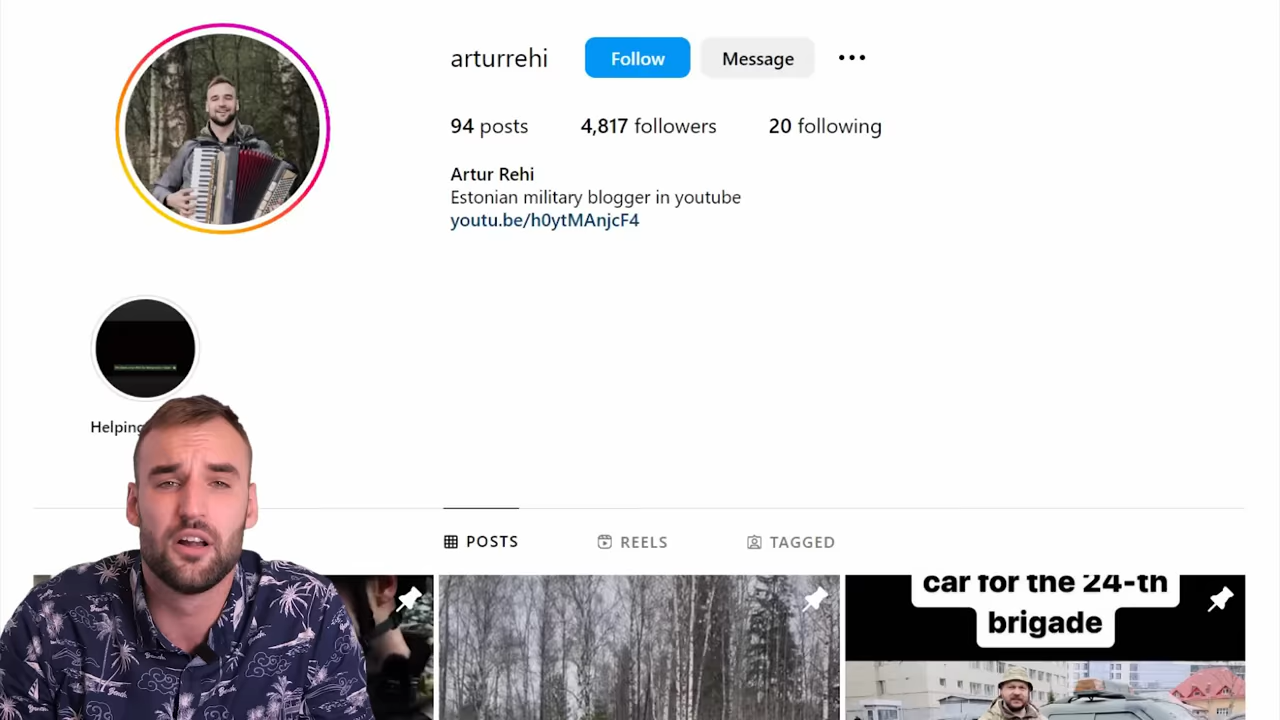 arturrehi
Follow
Message
94 posts
4,817 followers
20 following
Artur Rehi
Estonian military blogger in youtube
youtu.be/h0ytMAnjcF4
Helping
POSTS
REELS
TAGGED
car for the 24-th
brigade